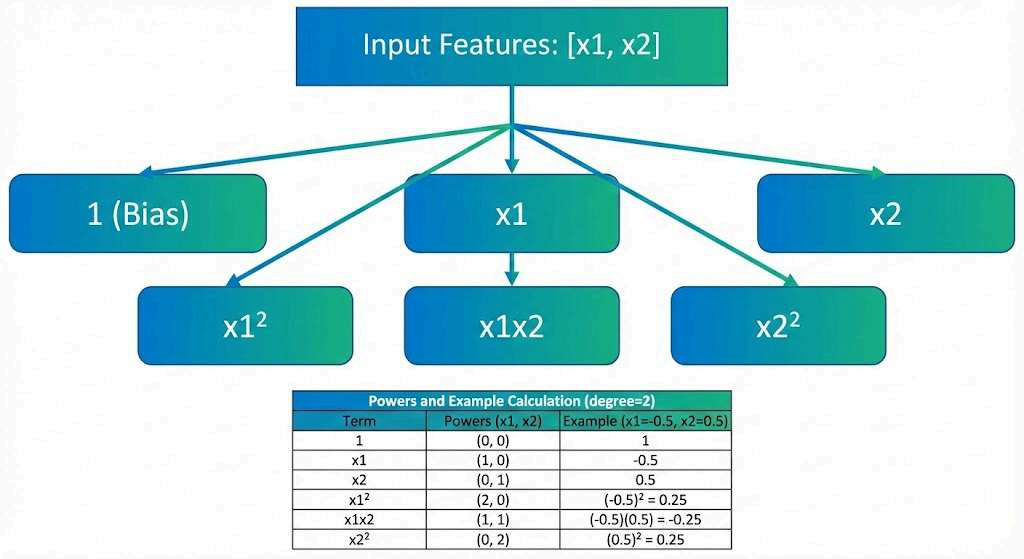 Input Features: [x1, x2]
1 (Bias)
x1
x2
x1²
x1x2
x2²
Powers and Example Calculation (degree=2)
Term Powers (x1, x2) Example (x1=-0.5, x2=0.5)
1 (0, 0) 1
x1 (1, 0) -0.5
x2 (0, 1) 0.5
x1² (2, 0) (-0.5)² = 0.25
x1x2 (1, 1) (-0.5)(0.5) = -0.25
x2² (0, 2) (0.5)² = 0.25